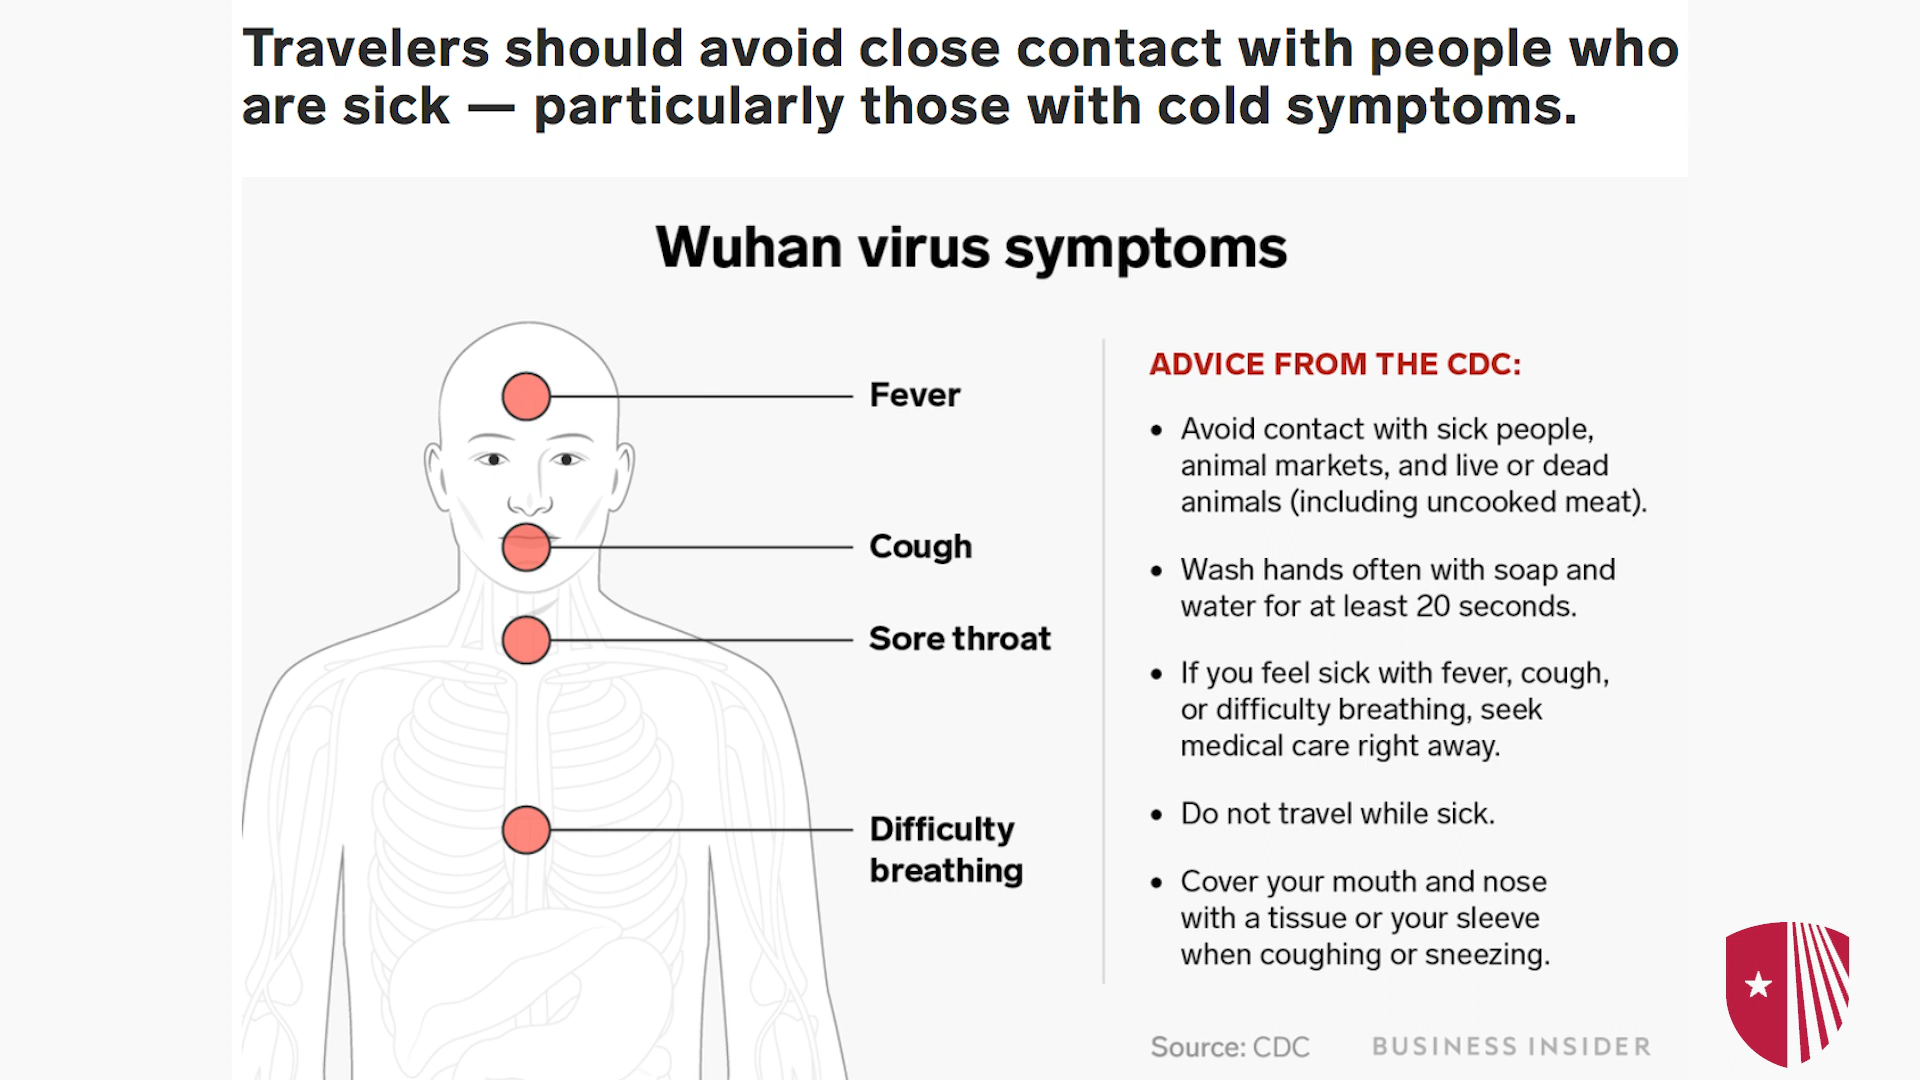 Travelers should avoid close contact with people who
are sick — particularly those with cold symptoms.
Wuhan virus symptoms
Fever
Cough
Sore throat
Difficulty
breathing
ADVICE FROM THE CDC:
• Avoid contact with sick people,
animal markets, and live or dead
animals (including uncooked meat).
• Wash hands often with soap and
water for at least 20 seconds.
• If you feel sick with fever, cough,
or difficulty breathing, seek
medical care right away.
• Do not travel while sick.
• Cover your mouth and nose
with a tissue or your sleeve
when coughing or sneezing.
Source: CDC
BUSINESS INSIDER